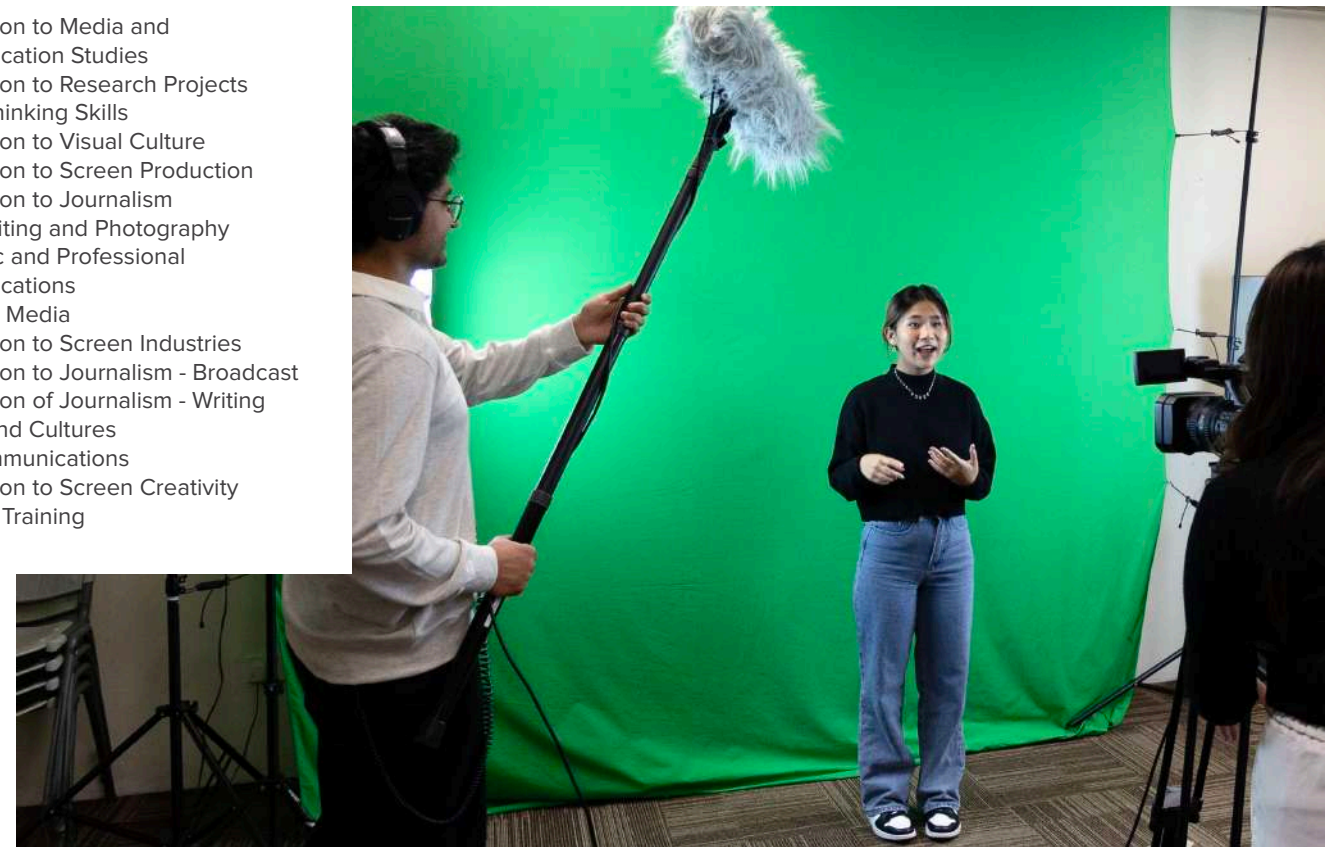 on to Media and
cation Studies
on to Research Projects
hinking Skills
on to Visual Culture
on to Screen Production
on to Journalism
iting and Photography
c and Professional
cations
Media
on to Screen Industries
on to Journalism - Broadcast
on of Journalism - Writing
nd Cultures
mmunications
on to Screen Creativity
Training